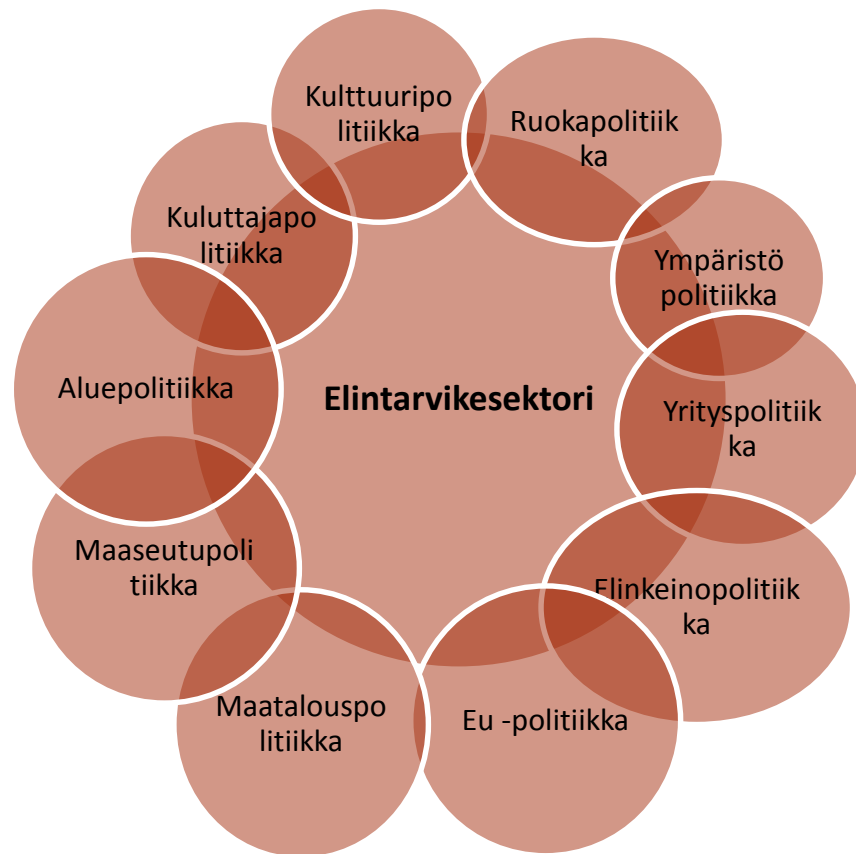 Kulttuuripo
litiikka
Ruokapolitiik
ka
Kuluttajapo
litiikka
Ympäristö
politiikka
Aluepolitiikka
Elintarvikesektori
Yrityspolitiik
ka
Maaseutupoli
tiikka
Elinkeinopolitiik
ka
Maatalouspo
litiikka
Eu -politiikka